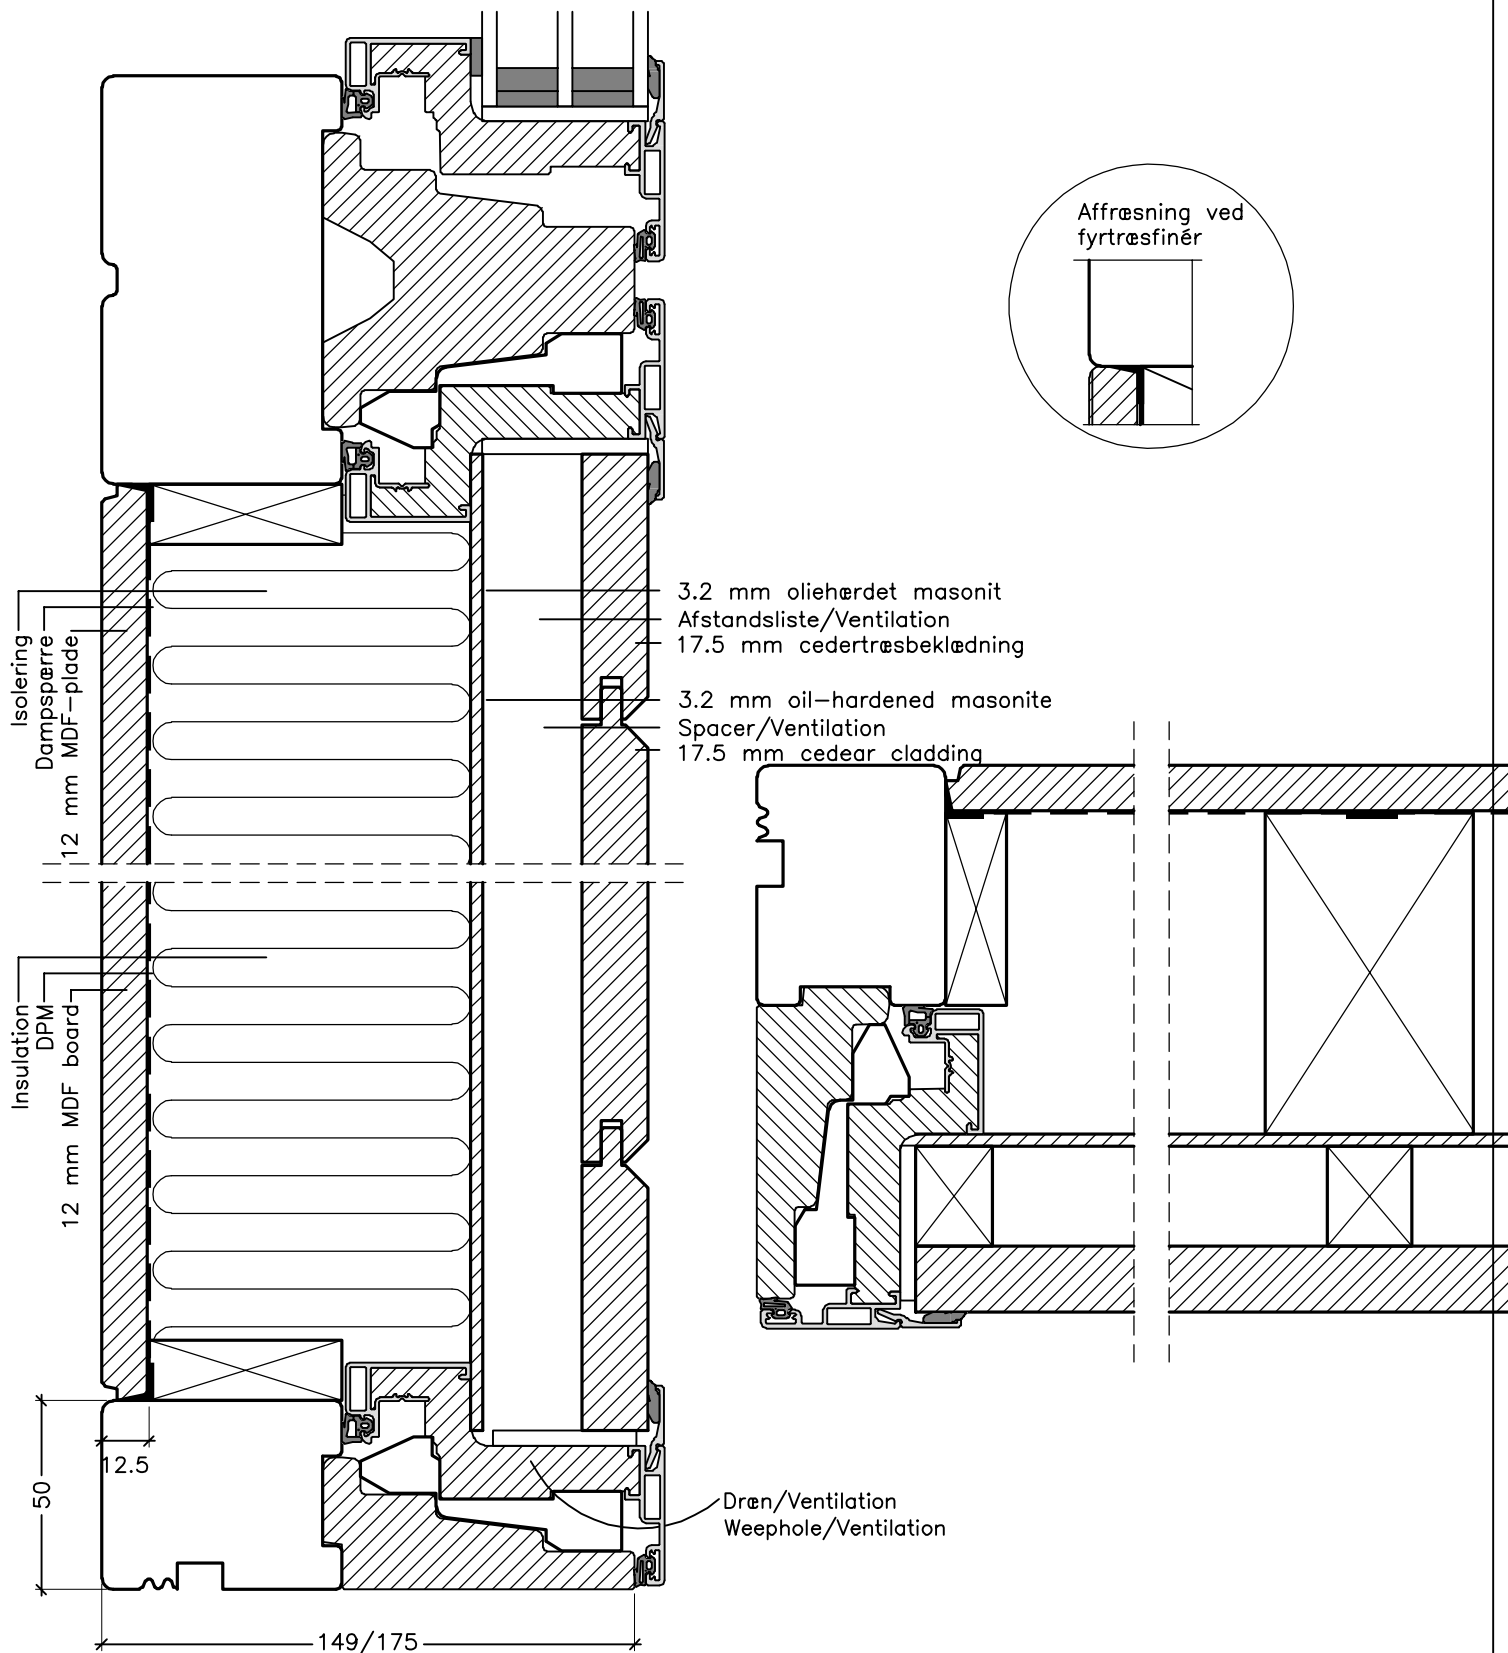 Affræsning ved
fyrtræsfinér
3.2 mm oliehærdet masonit
Afstandsliste/Ventilation
17.5 mm cedertræsbeklædning
3.2 mm oil-hardened masonite
Spacer/Ventilation
17.5 mm cedear cladding
Isolering
Dampspærre
12 mm MDF-plade
Insulation
DPM
12 mm MDF board
12.5
50
Dræn/Ventilation
Weephole/Ventilation
149/175